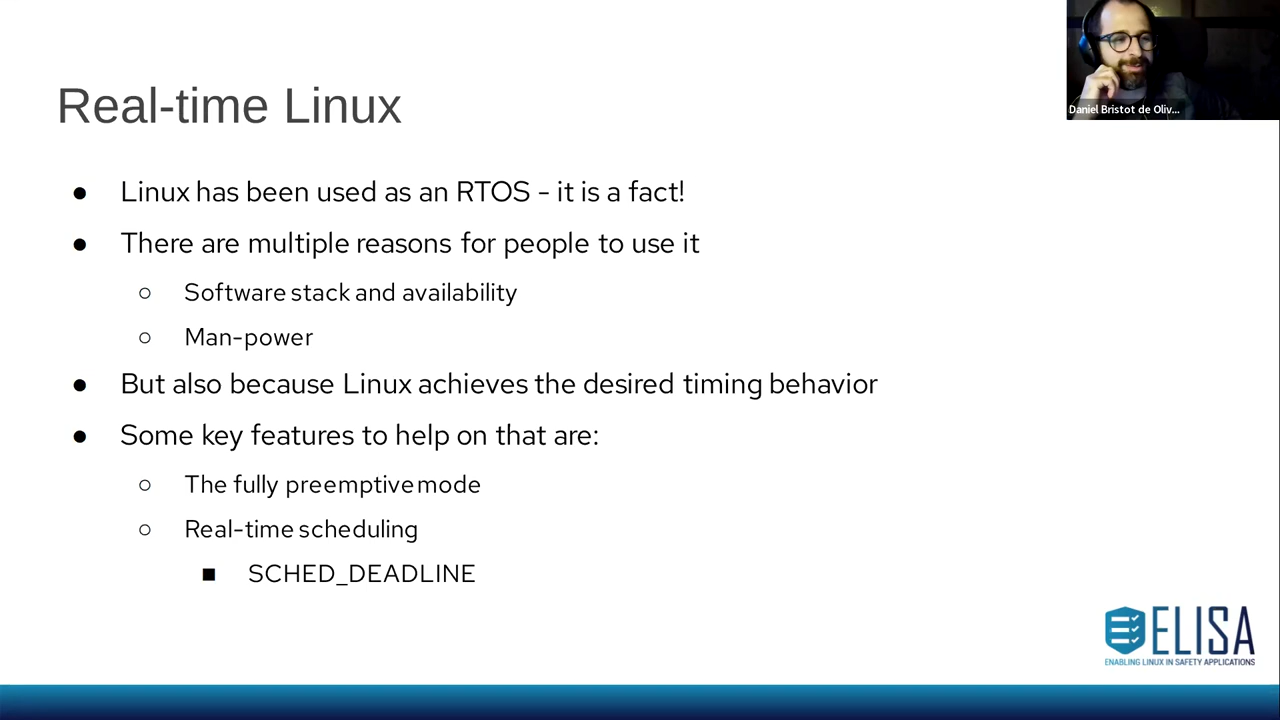 Daniel Bristot de Oliv...
Real-time Linux
● Linux has been used as an RTOS - it is a fact!
● There are multiple reasons for people to use it
○ Software stack and availability
○ Man-power
● But also because Linux achieves the desired timing behavior
● Some key features to help on that are:
○ The fully preemptive mode
○ Real-time scheduling
■ SCHED_DEADLINE
ELISA
ENABLING LINUX IN SAFETY APPLICATIONS